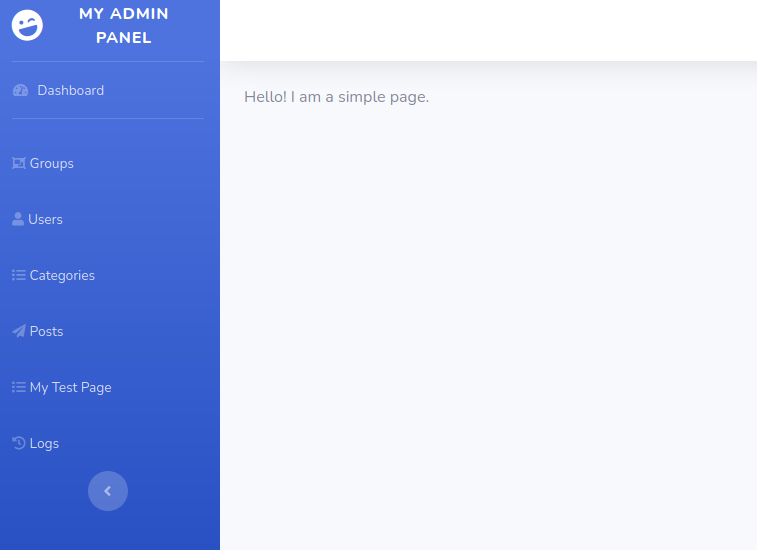 MY ADMIN
PANEL
Dashboard
Hello! I am a simple page.
Groups
Users
Categories
Posts
My Test Page
Logs